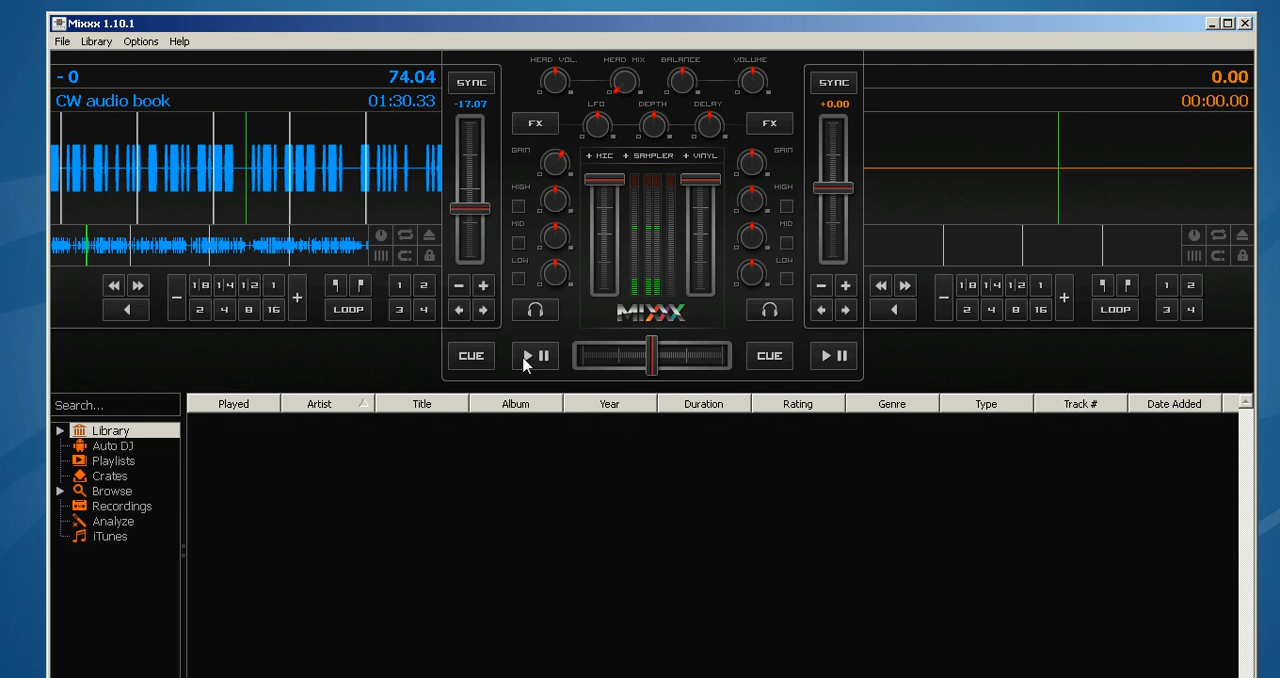 Mixxx 1.10.1
File Library Options Help
- 0 74.04
CW audio book 01:30.33
SYNC
-17.07
HEAD VOL. HEAD MIX BALANCE VOLUME
LFO DEPTH DELAY
FX FX
+ MIC + SAMPLER + VINYL
GAIN GAIN
HIGH HIGH
MID MID
LOW LOW
MIXXX
SYNC
+0.00
0.00
00:00.00
1 8 1 4 1 2 1 1 2
2 4 8 16 LOOP 3 4
1 8 1 4 1 2 1 1 2
2 4 8 16 LOOP 3 4
CUE CUE
Search... Played Artist Title Album Year Duration Rating Genre Type Track # Date Added
Library
Auto DJ
Playlists
Crates
Browse
Recordings
Analyze
iTunes